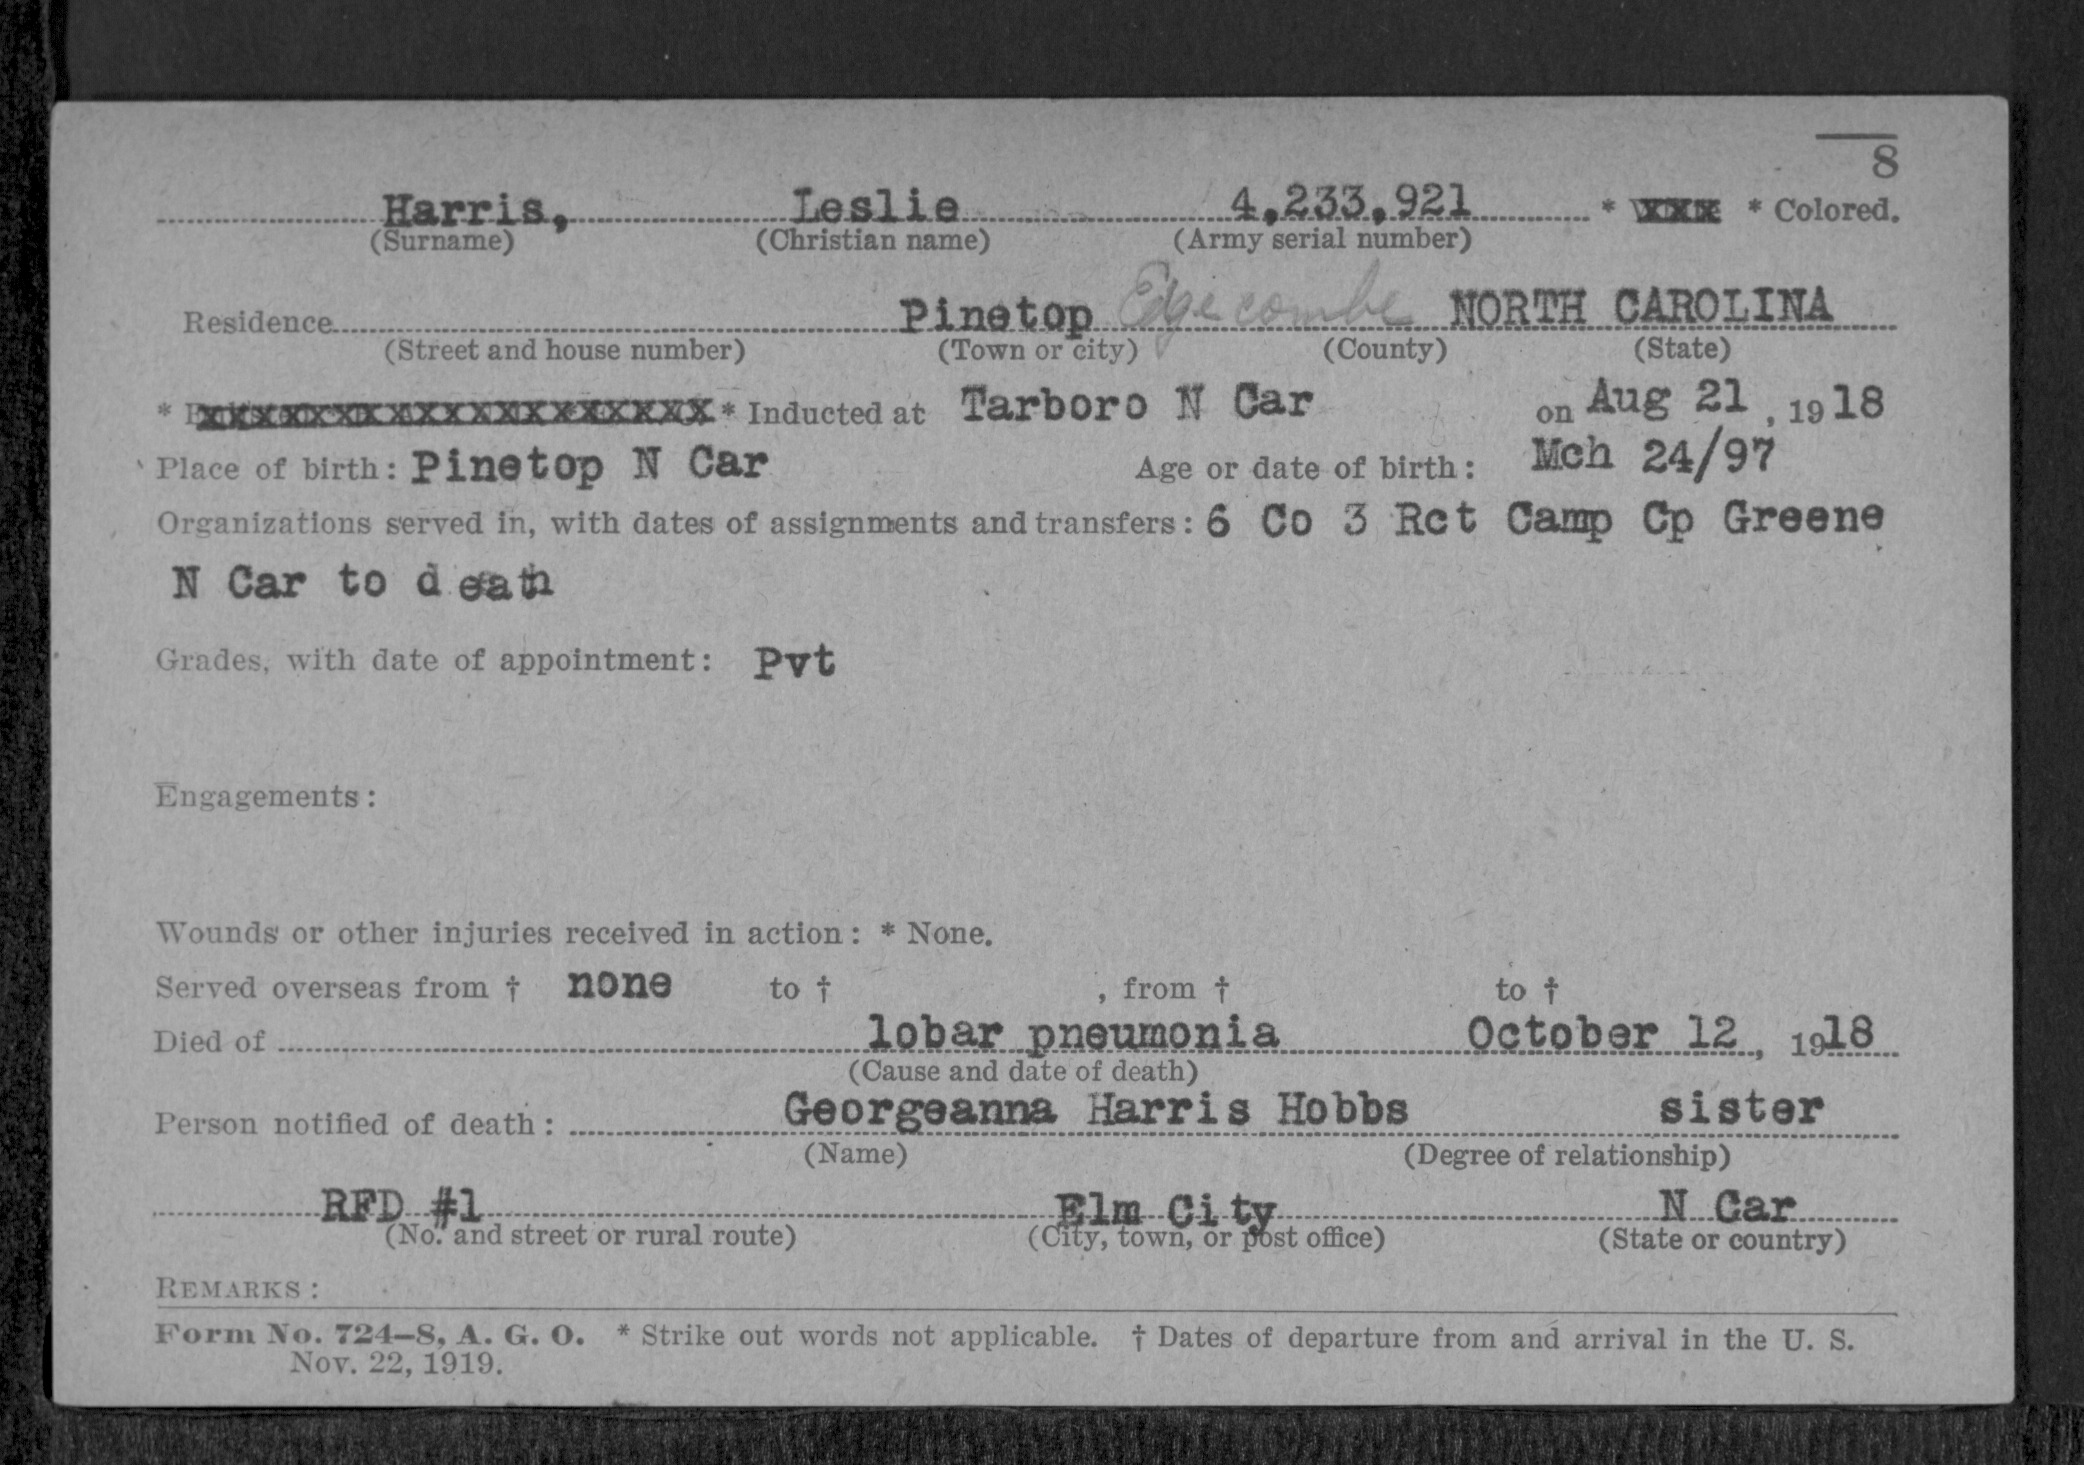 8
Harris, Leslie 4,233,921 * xxx * Colored.
(Surname) (Christian name) (Army serial number)
Residence Pinetop Edgecombe NORTH CAROLINA
(Street and house number) (Town or city) (County) (State)
* xxxxxxxxxxxxxxxxxxx * Inducted at Tarboro N Car on Aug 21, 1918
Place of birth: Pinetop N Car Age or date of birth: Mch 24/97
Organizations served in, with dates of assignments and transfers: 6 Co 3 Rct Camp Cp Greene
N Car to death
Grades, with date of appointment: Pvt
Engagements:
Wounds or other injuries received in action: * None.
Served overseas from † none to † , from † to †
Died of lobar pneumonia October 12, 1918
(Cause and date of death)
Person notified of death: Georgeanna Harris Hobbs sister
(Name) (Degree of relationship)
RFD #1 Elm City N Car
(No. and street or rural route) (City, town, or post office) (State or country)
REMARKS:
Form No. 724-S, A. G. O. * Strike out words not applicable. † Dates of departure from and arrival in the U. S.
Nov. 22, 1919.